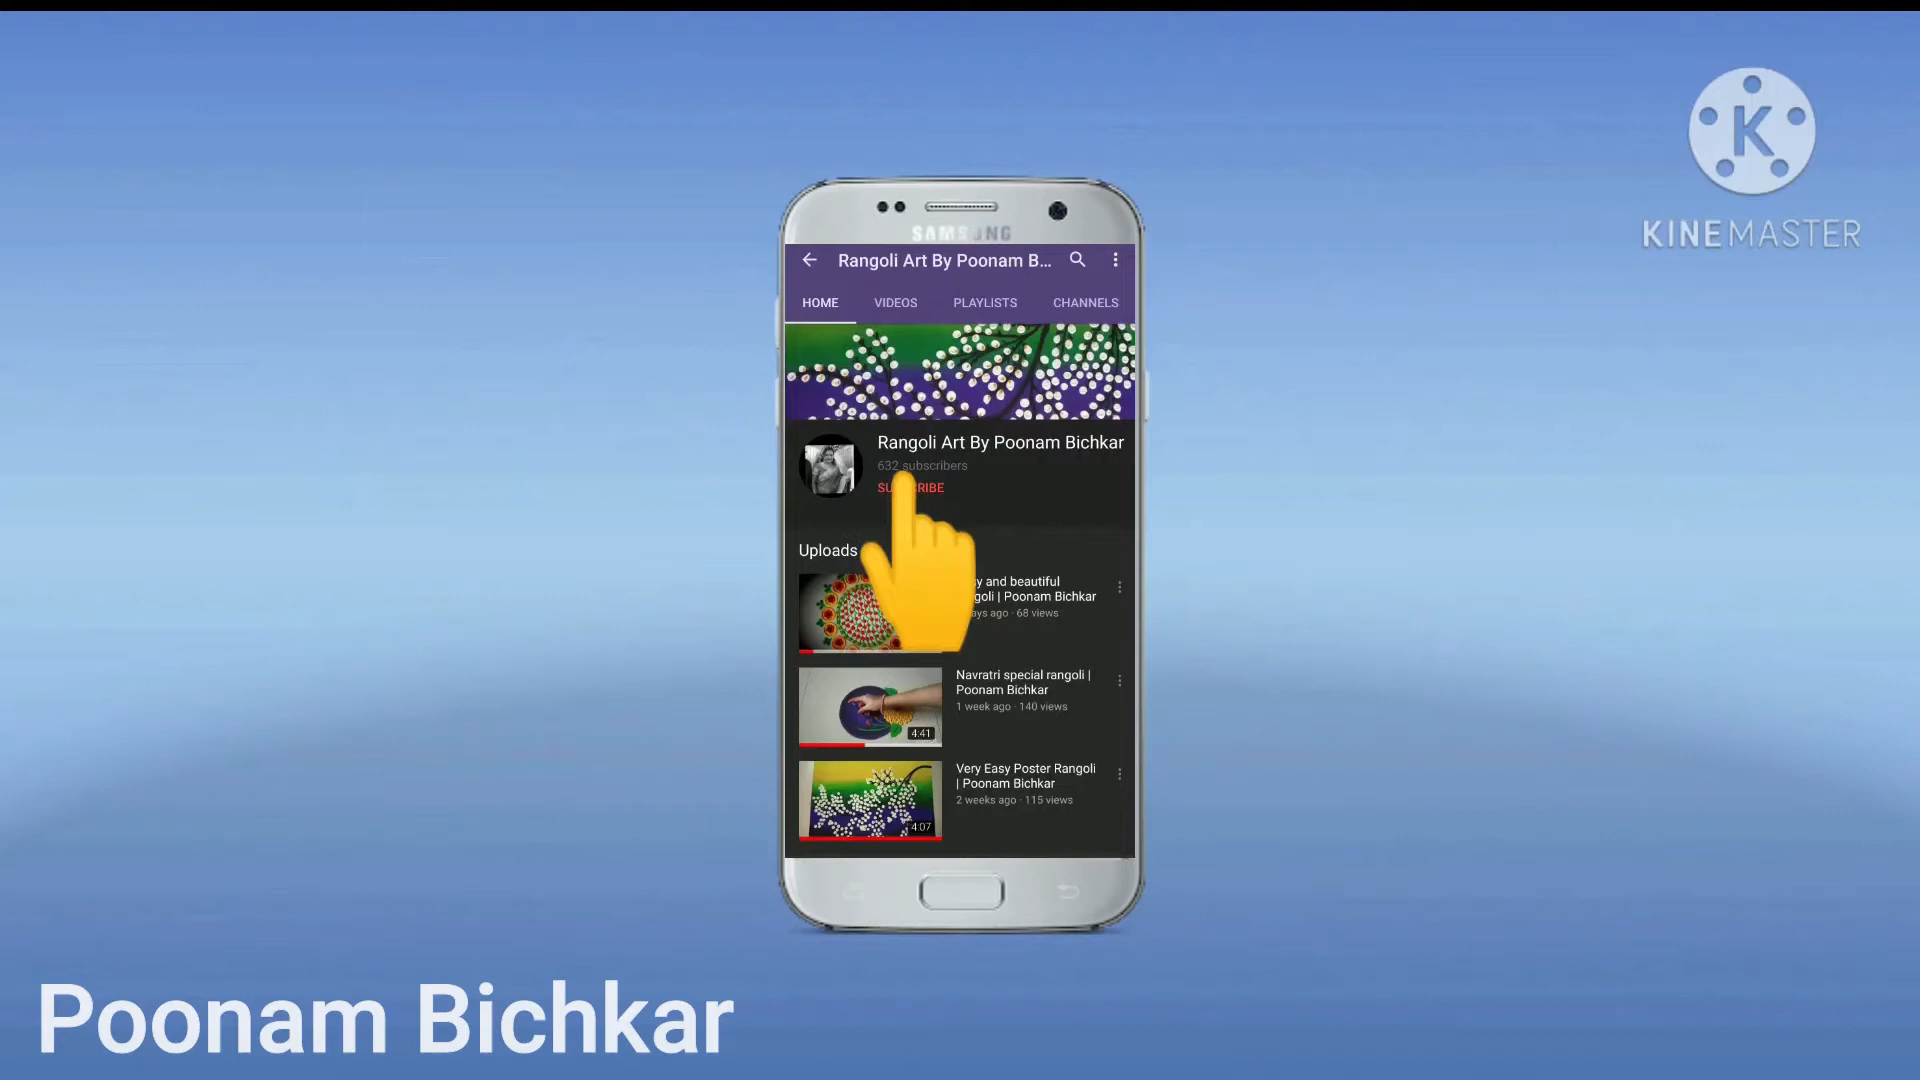 KINEMASTER
SAMSUNG
Rangoli Art By Poonam B...
HOME VIDEOS PLAYLISTS CHANNELS
Rangoli Art By Poonam Bichkar
632 subscribers
Uploads
and beautiful
| Poonam Bichkar
ago · 68 views
Navratri special rangoli |
Poonam Bichkar
1 week ago · 140 views
4:41
Very Easy Poster Rangoli
| Poonam Bichkar
2 weeks ago · 115 views
4:07
Poonam Bichkar